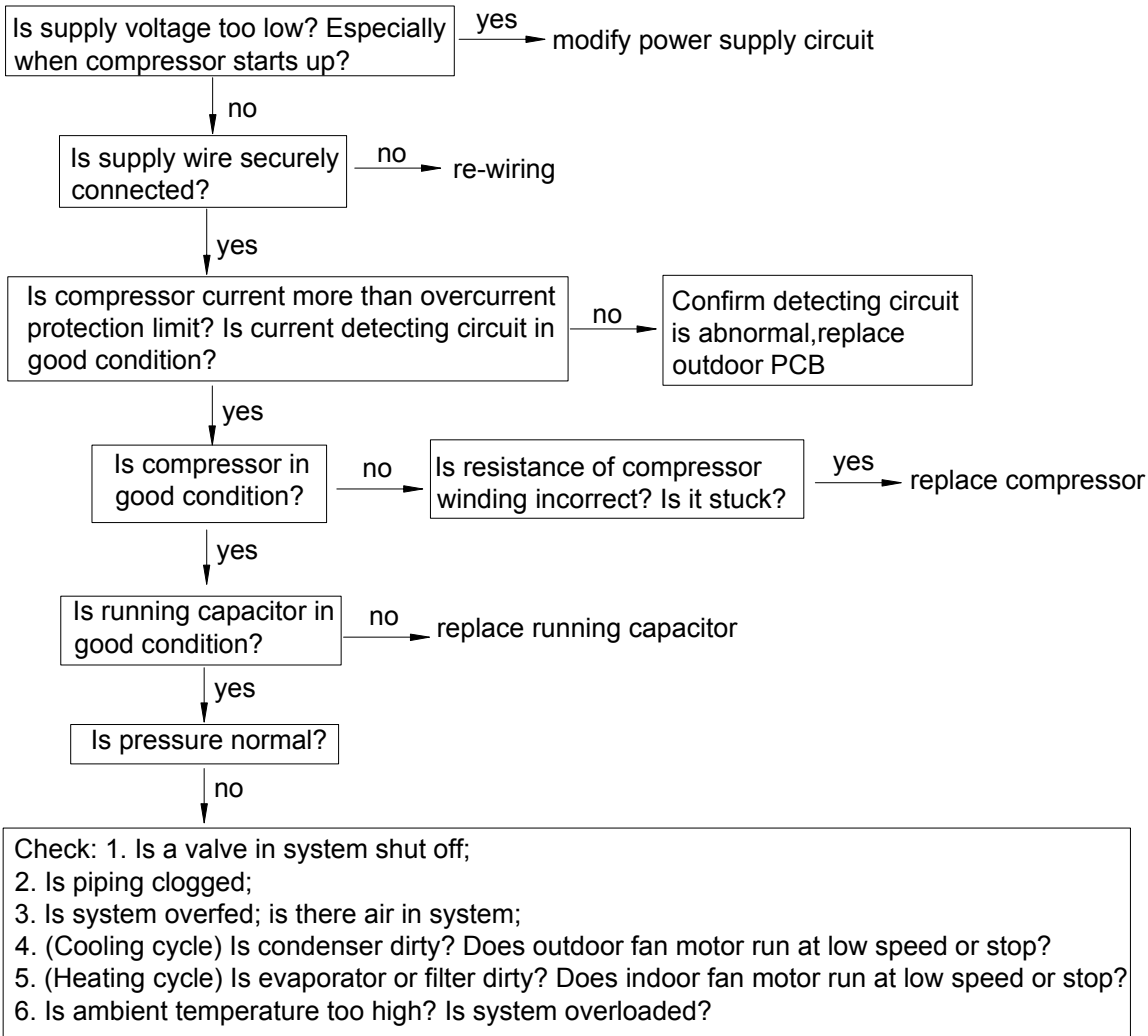 Is supply voltage too low? Especially
when compressor starts up?
yes
modify power supply circuit
no
Is supply wire securely
connected?
no
re-wiring
yes
Is compressor current more than overcurrent
protection limit? Is current detecting circuit in
good condition?
no
Confirm detecting circuit
is abnormal,replace
outdoor PCB
yes
Is compressor in
good condition?
no
Is resistance of compressor
winding incorrect? Is it stuck?
yes
replace compressor
yes
Is running capacitor in
good condition?
no
replace running capacitor
yes
Is pressure normal?
no
Check: 1. Is a valve in system shut off;
2. Is piping clogged;
3. Is system overfed; is there air in system;
4. (Cooling cycle) Is condenser dirty? Does outdoor fan motor run at low speed or stop?
5. (Heating cycle) Is evaporator or filter dirty? Does indoor fan motor run at low speed or stop?
6. Is ambient temperature too high? Is system overloaded?